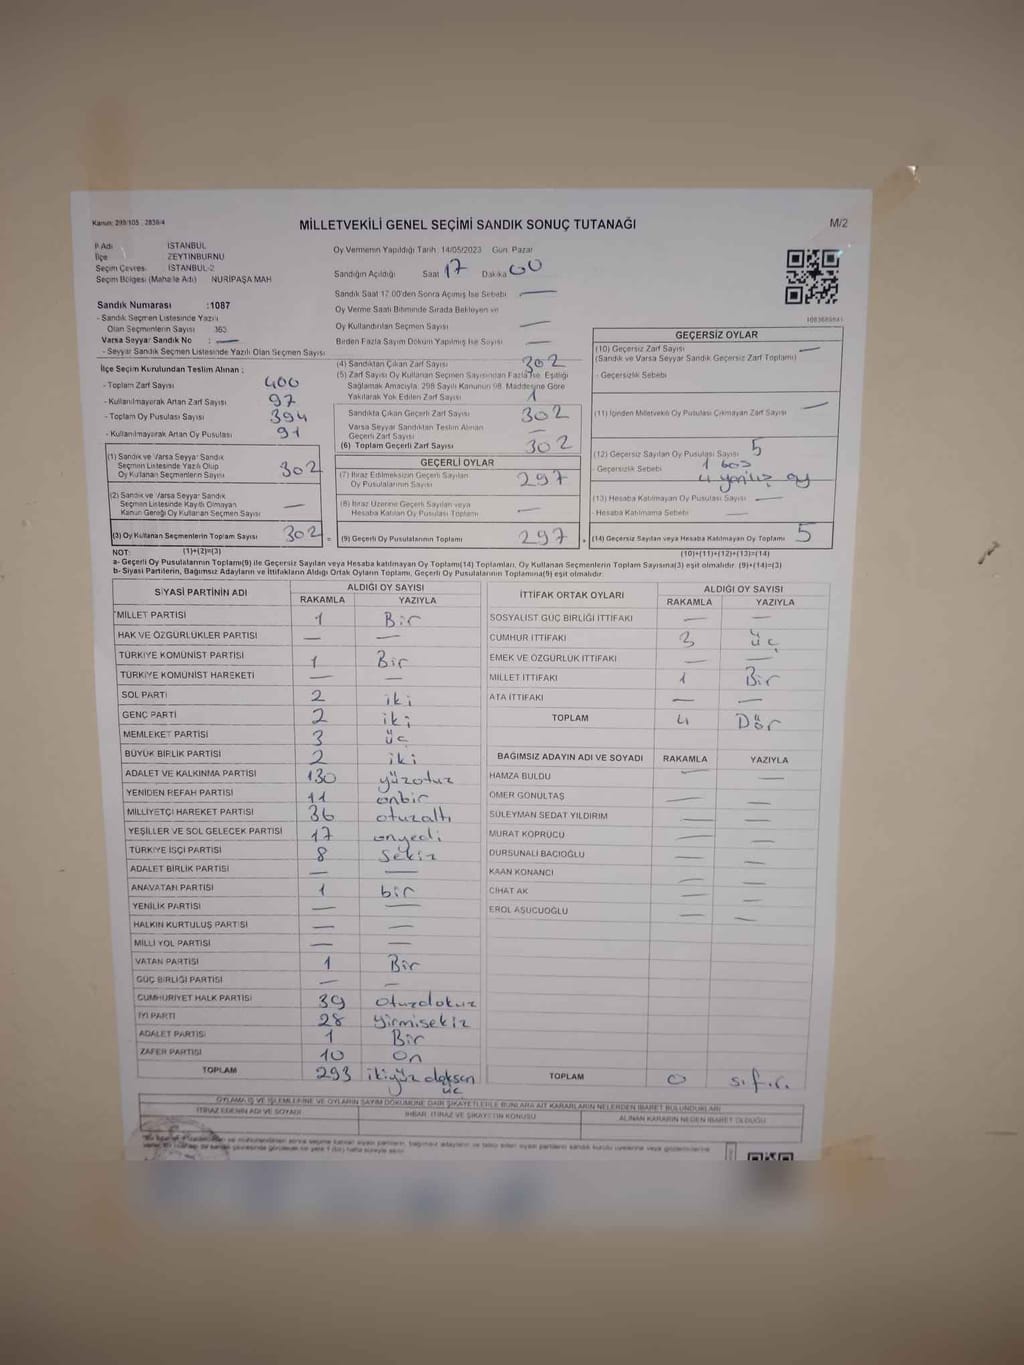 Kanun: 298/105 , 2839/4
MİLLETVEKİLİ GENEL SEÇİMİ SANDIK SONUÇ TUTANAĞI
M/2
İl Adı : İSTANBUL
İlçe : ZEYTİNBURNU
Seçim Çevres : İSTANBUL-2
Seçim Bölgesi (Mahalle Adı) : NURİPAŞA MAH
Sandık Numarası :1087
- Sandık Seçmen Listesinde Yazılı
Olan Seçmenlerin Sayısı 363
Varsa Seyyar Sandık No : —
- Seyyar Sandık Seçmen Listesinde Yazılı Olan Seçmen Sayısı
Oy Vermenin Yapıldığı Tarih: 14/05/2023 Gün: Pazar
Sandığın Açıldığı Saat 17 Dakika 00
Sandık Saat 17:00'den Sonra Açılmış İse Sebebi —
Oy Verme Saati Bitiminde Sırada Bekleyen ve
Oy Kullandırılan Seçmen Sayısı —
Birden Fazla Sayım Döküm Yapılmış İse Sayısı —
1083689841
İlçe Seçim Kurulundan Teslim Alınan ;
- Toplam Zarf Sayısı 400
- Kullanılmayarak Artan Zarf Sayısı 97
- Toplam Oy Pusulası Sayısı 394
- Kullanılmayarak Artan Oy Pusulası 91
(1) Sandık ve Varsa Seyyar Sandık
Seçmen Listesinde Yazılı Olup
Oy Kullanan Seçmenlerin Sayısı 302
(2) Sandık ve Varsa Seyyar Sandık
Seçmen Listesinde Kayıtlı Olmayan
Kanun Gereği Oy Kullanan Seçmen Sayısı —
(3) Oy Kullanan Seçmenlerin Toplam Sayısı 302 =
(4) Sandıktan Çıkan Zarf Sayısı 302
(5) Zarf Sayısı Oy Kullanan Seçmen Sayısından Fazla İse, Eşitliği
Sağlamak Amacıyla, 298 Sayılı Kanunun 98. Maddesine Göre
Yakılarak Yok Edilen Zarf Sayısı 1
Sandıkta Çıkan Geçerli Zarf Sayısı 302
Varsa Seyyar Sandıktan Teslim Alınan
Geçerli Zarf Sayısı —
(6) Toplam Geçerli Zarf Sayısı 302
GEÇERLİ OYLAR
(7) İtiraz Edilmeksizin Geçerli Sayılan
Oy Pusulalarının Sayısı 297
(8) İtiraz Üzerine Geçerli Sayılan veya
Hesaba Katılan Oy Pusulası Toplamı —
(9) Geçerli Oy Pusulalarının Toplamı 297 +
GEÇERSİZ OYLAR
(10) Geçersiz Zarf Sayısı —
(Sandık ve Varsa Seyyar Sandık Geçersiz Zarf Toplamı)
- Geçersizlik Sebebi
(11) İçinden Milletvekili Oy Pusulası Çıkmayan Zarf Sayısı —
(12) Geçersiz Sayılan Oy Pusulası Sayısı 5
- Geçersizlik Sebebi 1 boş
4 yanlış oy
(13) Hesaba Katılmayan Oy Pusulası Sayısı —
- Hesaba Katılmama Sebebi —
(14) Geçersiz Sayılan veya Hesaba Katılmayan Oy Toplamı 5
NOT: (1)+(2)=(3) (10)+(11)+(12)+(13)=(14)
a- Geçerli Oy Pusulalarının Toplamı(9) ile Geçersiz Sayılan veya Hesaba katılmayan Oy Toplamı(14) Toplamları, Oy Kullanan Seçmenlerin Toplam Sayısına(3) eşit olmalıdır. (9)+(14)=(3)
b- Siyasi Partilerin, Bağımsız Adayların ve İttifakların Aldığı Oy Sayıların Toplamı, Geçerli Oy Pusulalarının Toplamına(9) eşit olmalıdır.
SİYASİ PARTİNİN ADI ALDIĞI OY SAYISI
RAKAMLA YAZIYLA
MİLLET PARTİSİ 1 Bir
HAK VE ÖZGÜRLÜKLER PARTİSİ — —
TÜRKİYE KOMÜNİST PARTİSİ 1 Bir
TÜRKİYE KOMÜNİST HAREKETİ — —
SOL PARTİ 2 iki
GENÇ PARTİ 2 iki
MEMLEKET PARTİSİ 3 üç
BÜYÜK BİRLİK PARTİSİ 2 iki
ADALET VE KALKINMA PARTİSİ 130 yüzotuz
YENİDEN REFAH PARTİSİ 11 onbir
MİLLİYETÇİ HAREKET PARTİSİ 36 otuzaltı
YEŞİLLER VE SOL GELECEK PARTİSİ 17 onyedi
TÜRKİYE İŞÇİ PARTİSİ 8 Sekiz
ADALET BİRLİK PARTİSİ — —
ANAVATAN PARTİSİ 1 bir
YENİLİK PARTİSİ — —
HALKIN KURTULUŞ PARTİSİ — —
MİLLİ YOL PARTİSİ — —
VATAN PARTİSİ 1 Bir
GÜÇ BİRLİĞİ PARTİSİ — —
CUMHURİYET HALK PARTİSİ 39 otuzdokuz
İYİ PARTİ 28 yirmisekiz
ADALET PARTİSİ 1 Bir
ZAFER PARTİSİ 10 On
TOPLAM 293 ikiyüz doksan
üç
İTTİFAK ORTAK OYLARI ALDIĞI OY SAYISI
RAKAMLA YAZIYLA
SOSYALİST GÜÇ BİRLİĞİ İTTİFAKI — —
CUMHUR İTTİFAKI 3 üç
EMEK VE ÖZGÜRLÜK İTTİFAKI — —
MİLLET İTTİFAKI 1 Bir
ATA İTTİFAKI — —
TOPLAM 4 Dör
BAĞIMSIZ ADAYIN ADI VE SOYADI RAKAMLA YAZIYLA
HAMZA BULDU — —
ÖMER GÖNÜLTAŞ — —
SÜLEYMAN SEDAT YILDIRIM — —
MURAT KÖPRÜCÜ — —
DURSUNALİ BACIOĞLU — —
KAAN KONANCI — —
CİHAT AK — —
EROL AŞUCUOĞLU — —
TOPLAM 0 sıfır
OYLAMA İŞ VE İŞLEMLERİNE VE OYLARIN SAYIM DÖKÜMÜNE DAİR ŞİKAYETLERLE BUNLARA AİT KARARLARIN NELERDEN İBARET BULUNDUKLARI
İTİRAZ EDENİN ADI VE SOYADI İHBAR, İTİRAZ VE ŞİKAYETİN KONUSU ALINAN KARARIN NEDEN İBARET OLDUĞU